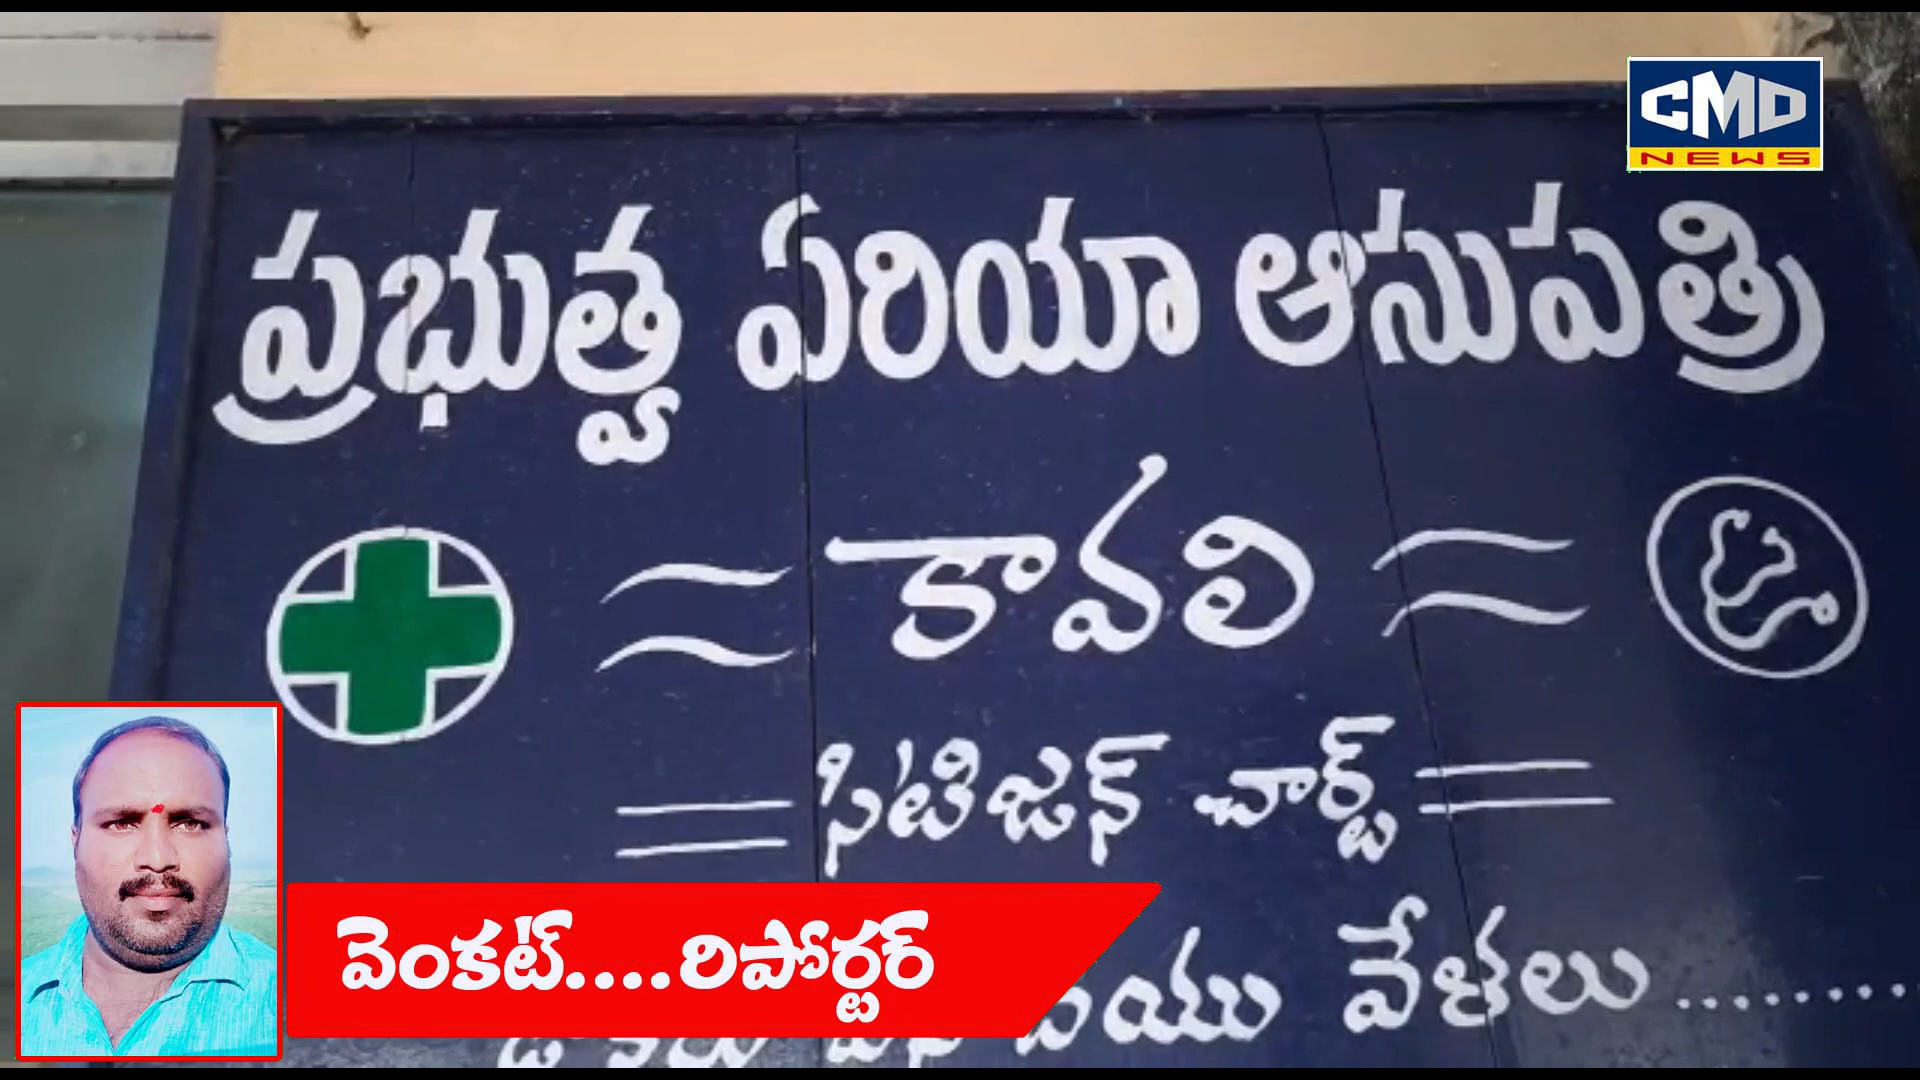 CMD
NEWS
ప్రభుత్వ ఏరియా ఆసుపత్రి
కావలి
సిటిజన్ చార్ట్
వెంకట్....రిపోర్టర్
వేళలు ..........